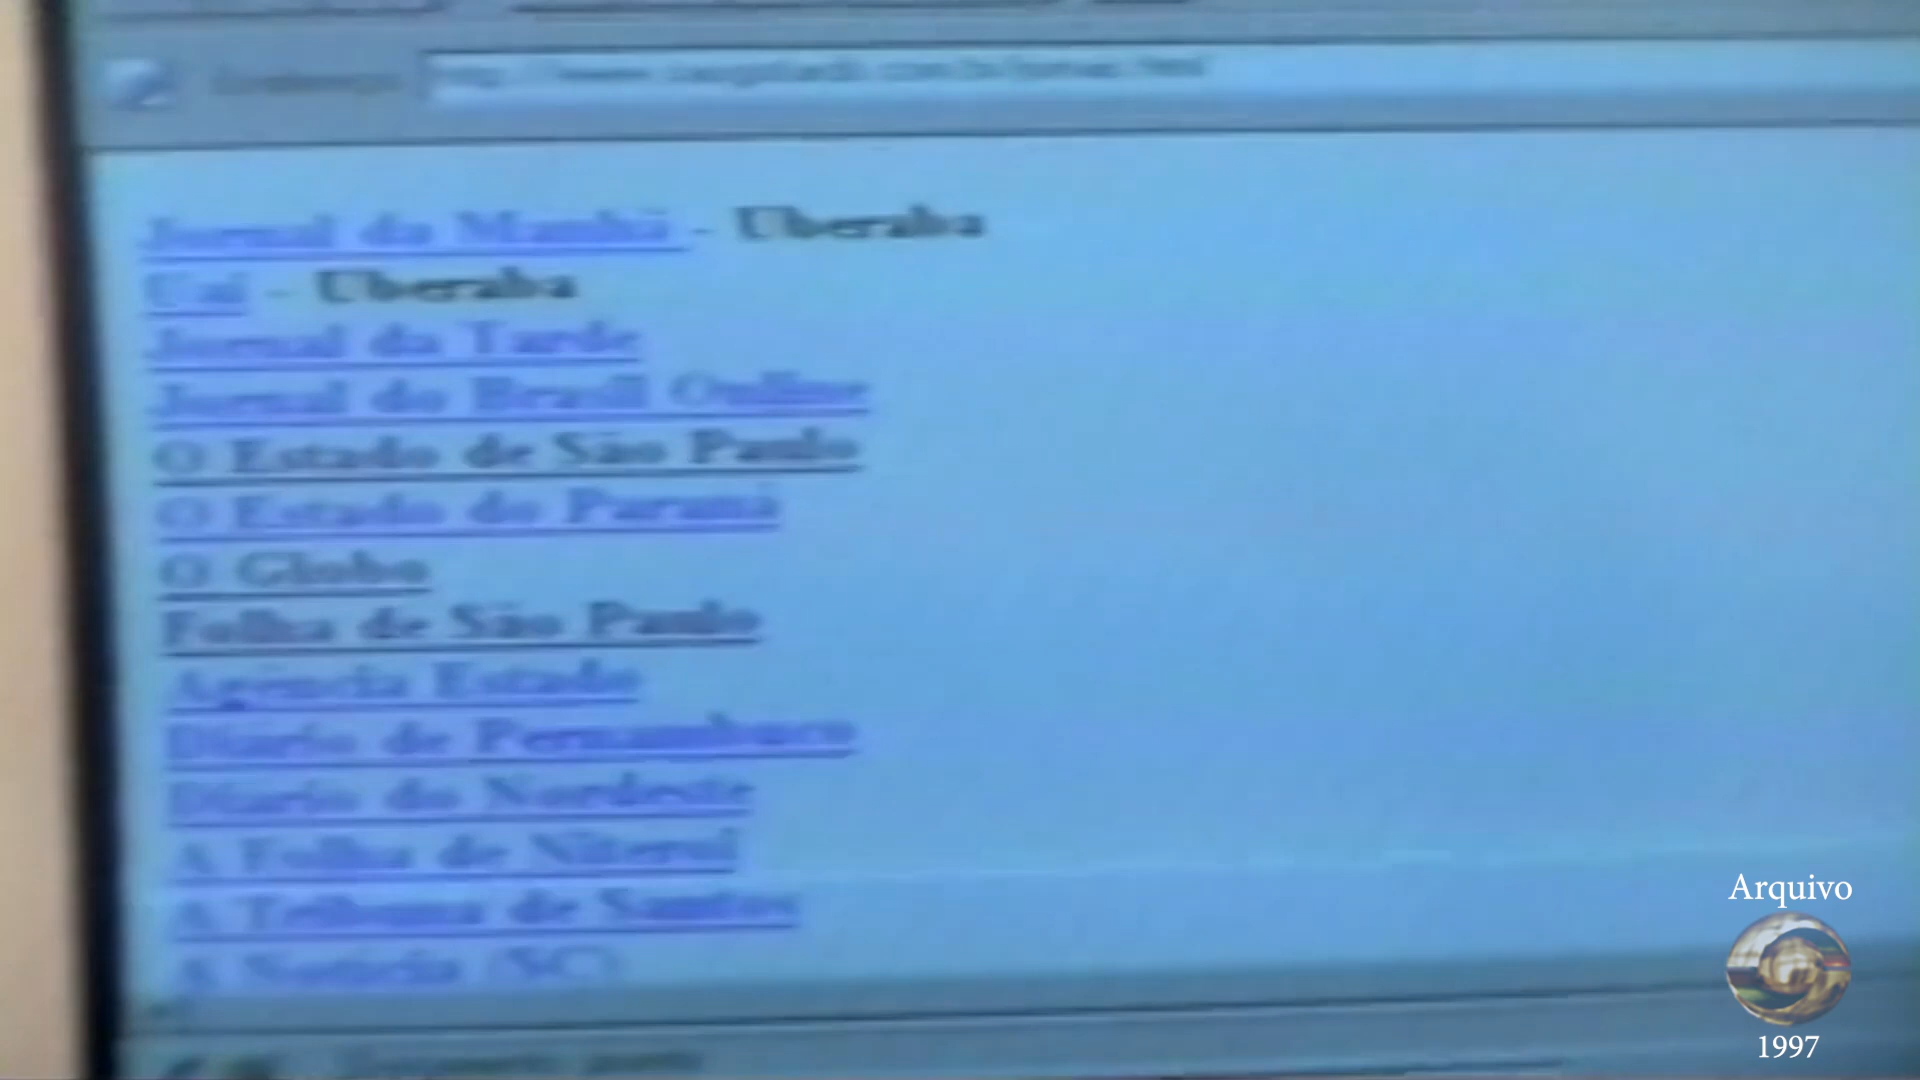 Jornal da Manhã - Uberaba
Uai - Uberaba
Jornal da Tarde
Jornal do Brasil Online
O Estado de São Paulo
O Estado do Paraná
O Globo
Folha de São Paulo
Agência Estado
Diário de Pernambuco
Diário do Nordeste
A Folha de Niterói
A Tribuna de Santos
A Notícia (SC)
Arquivo
1997